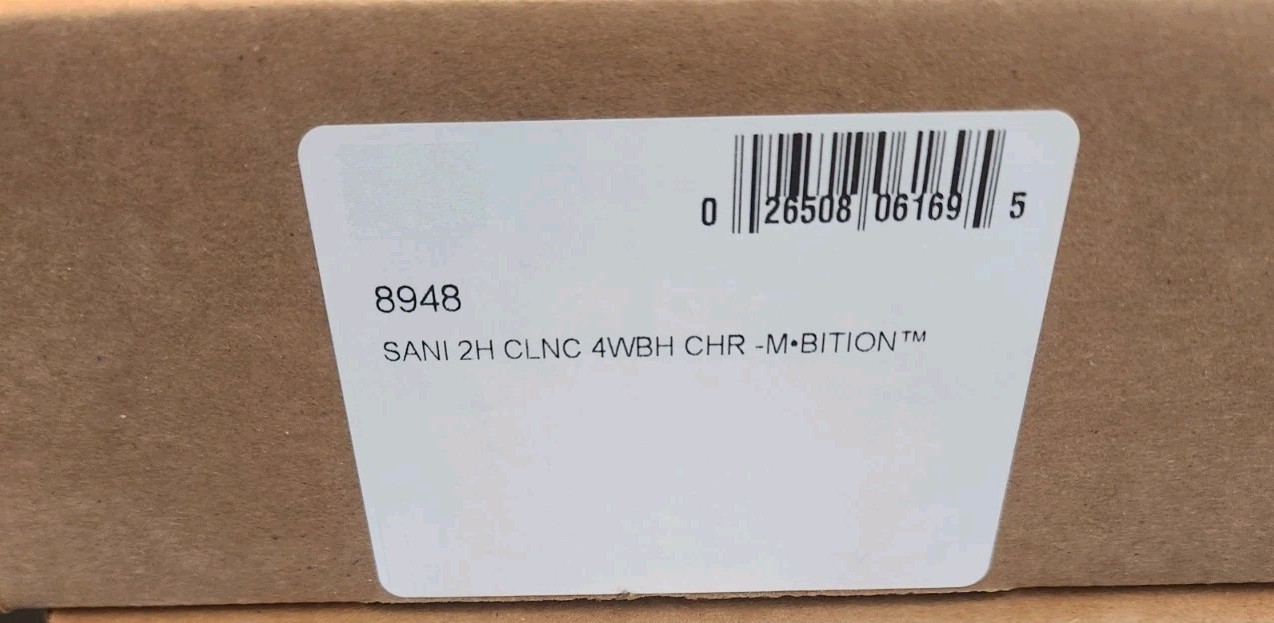 0 26508 06169 5
8948
SANI 2H CLNC 4WBH CHR -M•BITION™